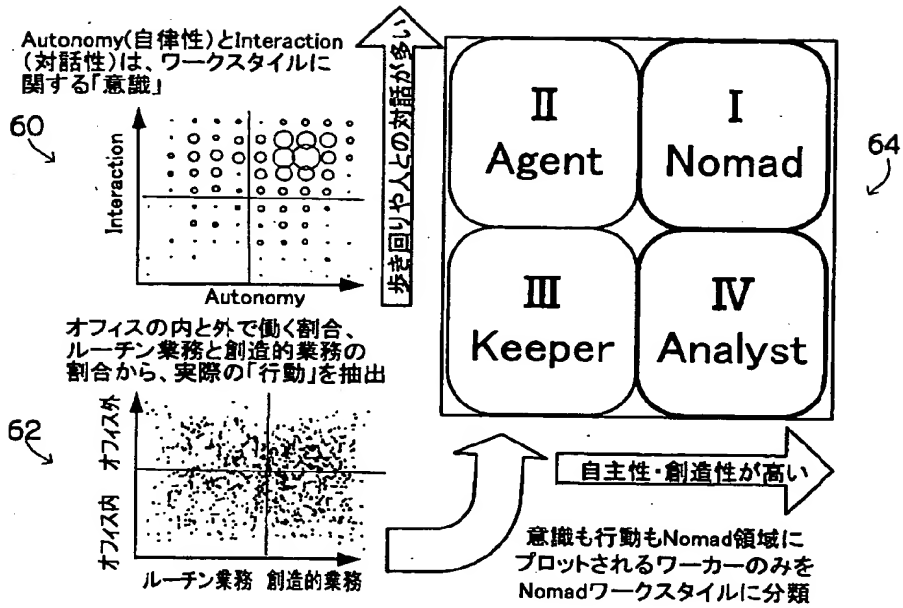 Autonomy(自律性)とInteraction
(対話性)は、ワークスタイルに
関する「意識」
60
Interaction
Autonomy
歩き回りや人との対話が多い
II
Agent
I
Nomad
64
III
Keeper
IV
Analyst
オフィスの内と外で働く割合、
ルーチン業務と創造的業務の
割合から、実際の「行動」を抽出
62
オフィス外
オフィス内
ルーチン業務 創造的業務
自主性・創造性が高い
意識も行動もNomad領域に
プロットされるワーカーのみを
Nomadワークスタイルに分類